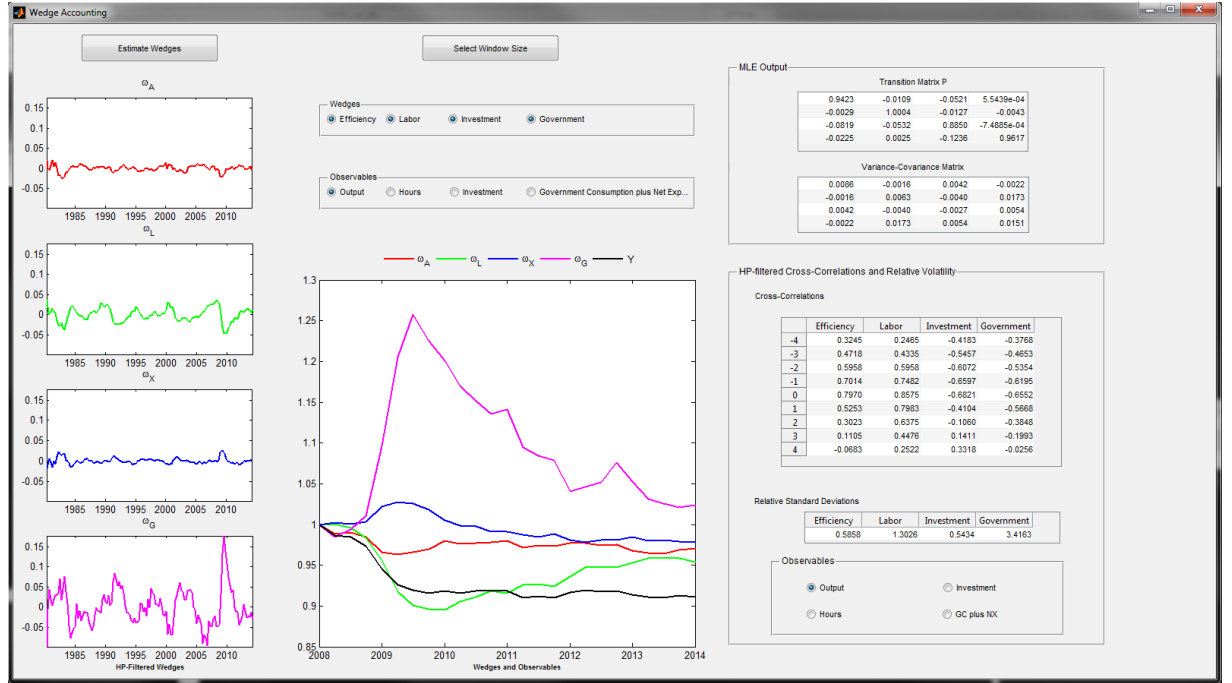 Wedge Accounting
Estimate Wedges
Select Window Size
ω_A
0.15
0.1
0.05
0
-0.05
1985 1990 1995 2000 2005 2010
ω_L
0.15
0.1
0.05
0
-0.05
1985 1990 1995 2000 2005 2010
ω_X
0.15
0.1
0.05
0
-0.05
1985 1990 1995 2000 2005 2010
ω_G
0.15
0.1
0.05
0
-0.05
1985 1990 1995 2000 2005 2010
HP-Filtered Wedges
Wedges
Efficiency Labor Investment Government
Observables
Output Hours Investment Government Consumption plus Net Exp...
ω_A ω_L ω_X ω_G Y
1.3
1.25
1.2
1.15
1.1
1.05
1
0.95
0.9
0.85
2008 2009 2010 2011 2012 2013 2014
Wedges and Observables
MLE Output
Transition Matrix P
0.9423 -0.0109 -0.0521 5.5439e-04
-0.0029 1.0004 -0.0127 -0.0043
-0.0819 -0.0532 0.8850 -7.4885e-04
-0.0225 0.0025 -0.1236 0.9617
Variance-Covariance Matrix
0.0086 -0.0016 0.0042 -0.0022
-0.0016 0.0063 -0.0040 0.0173
0.0042 -0.0040 -0.0027 0.0054
-0.0022 0.0173 0.0054 0.0151
HP-filtered Cross-Correlations and Relative Volatility
Cross-Correlations
Efficiency Labor Investment Government
-4 0.3245 0.2465 -0.4183 -0.3768
-3 0.4718 0.4335 -0.5457 -0.4653
-2 0.5958 0.5958 -0.6072 -0.5354
-1 0.7014 0.7482 -0.6597 -0.6195
0 0.7970 0.8575 -0.6821 -0.6552
1 0.5253 0.7983 -0.4104 -0.5668
2 0.3023 0.6375 -0.1060 -0.3848
3 0.1105 0.4476 0.1411 -0.1993
4 -0.0683 0.2522 0.3318 -0.0256
Relative Standard Deviations
Efficiency Labor Investment Government
0.5858 1.3026 0.5434 3.4163
Observables
Output Investment
Hours GC plus NX